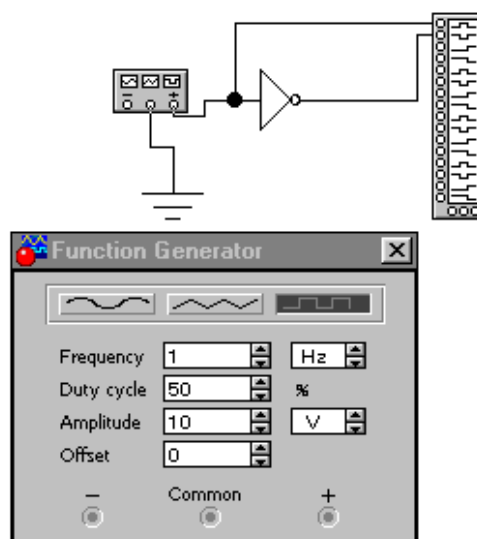 Function Generator
Frequency 1 Hz
Duty cycle 50 %
Amplitude 10 V
Offset 0
− Common +